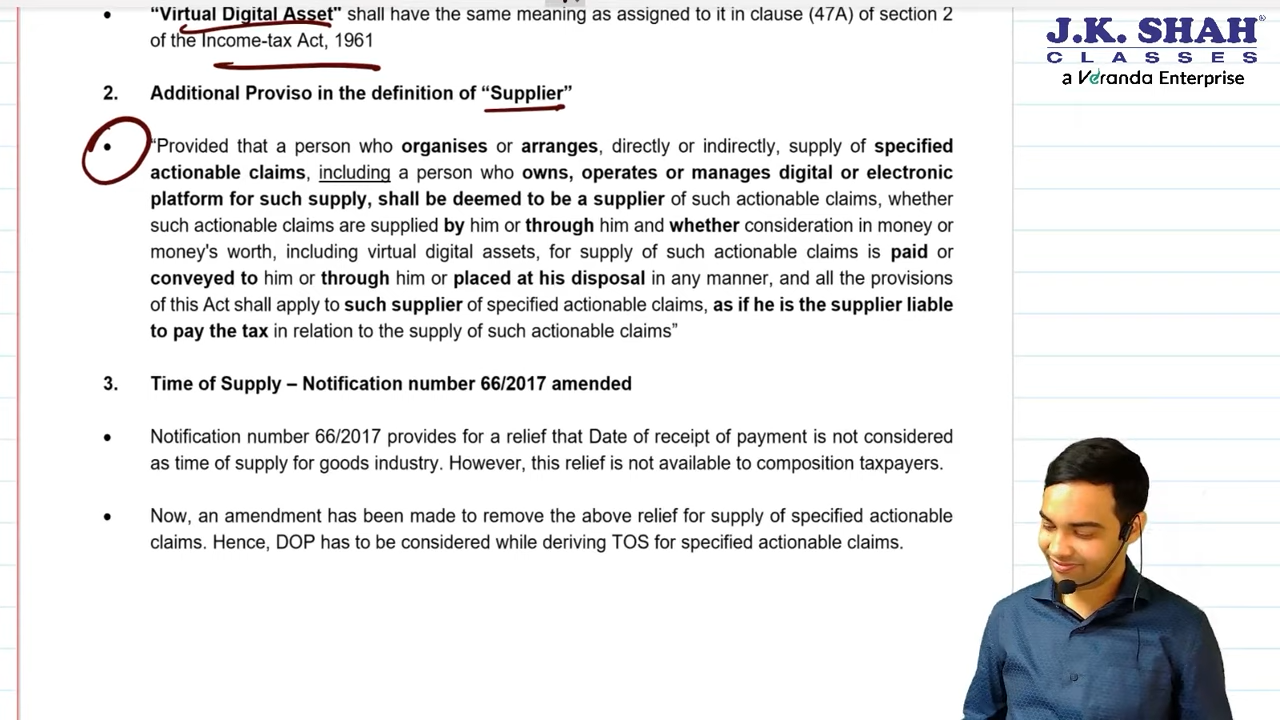 • "Virtual Digital Asset" shall have the same meaning as assigned to it in clause (47A) of section 2
of the Income-tax Act, 1961
J.K. SHAH®
CLASSES
a Veranda Enterprise
2. Additional Proviso in the definition of “Supplier”
• “Provided that a person who organises or arranges, directly or indirectly, supply of specified
actionable claims, including a person who owns, operates or manages digital or electronic
platform for such supply, shall be deemed to be a supplier of such actionable claims, whether
such actionable claims are supplied by him or through him and whether consideration in money or
money's worth, including virtual digital assets, for supply of such actionable claims is paid or
conveyed to him or through him or placed at his disposal in any manner, and all the provisions
of this Act shall apply to such supplier of specified actionable claims, as if he is the supplier liable
to pay the tax in relation to the supply of such actionable claims”
3. Time of Supply – Notification number 66/2017 amended
• Notification number 66/2017 provides for a relief that Date of receipt of payment is not considered
as time of supply for goods industry. However, this relief is not available to composition taxpayers.
• Now, an amendment has been made to remove the above relief for supply of specified actionable
claims. Hence, DOP has to be considered while deriving TOS for specified actionable claims.